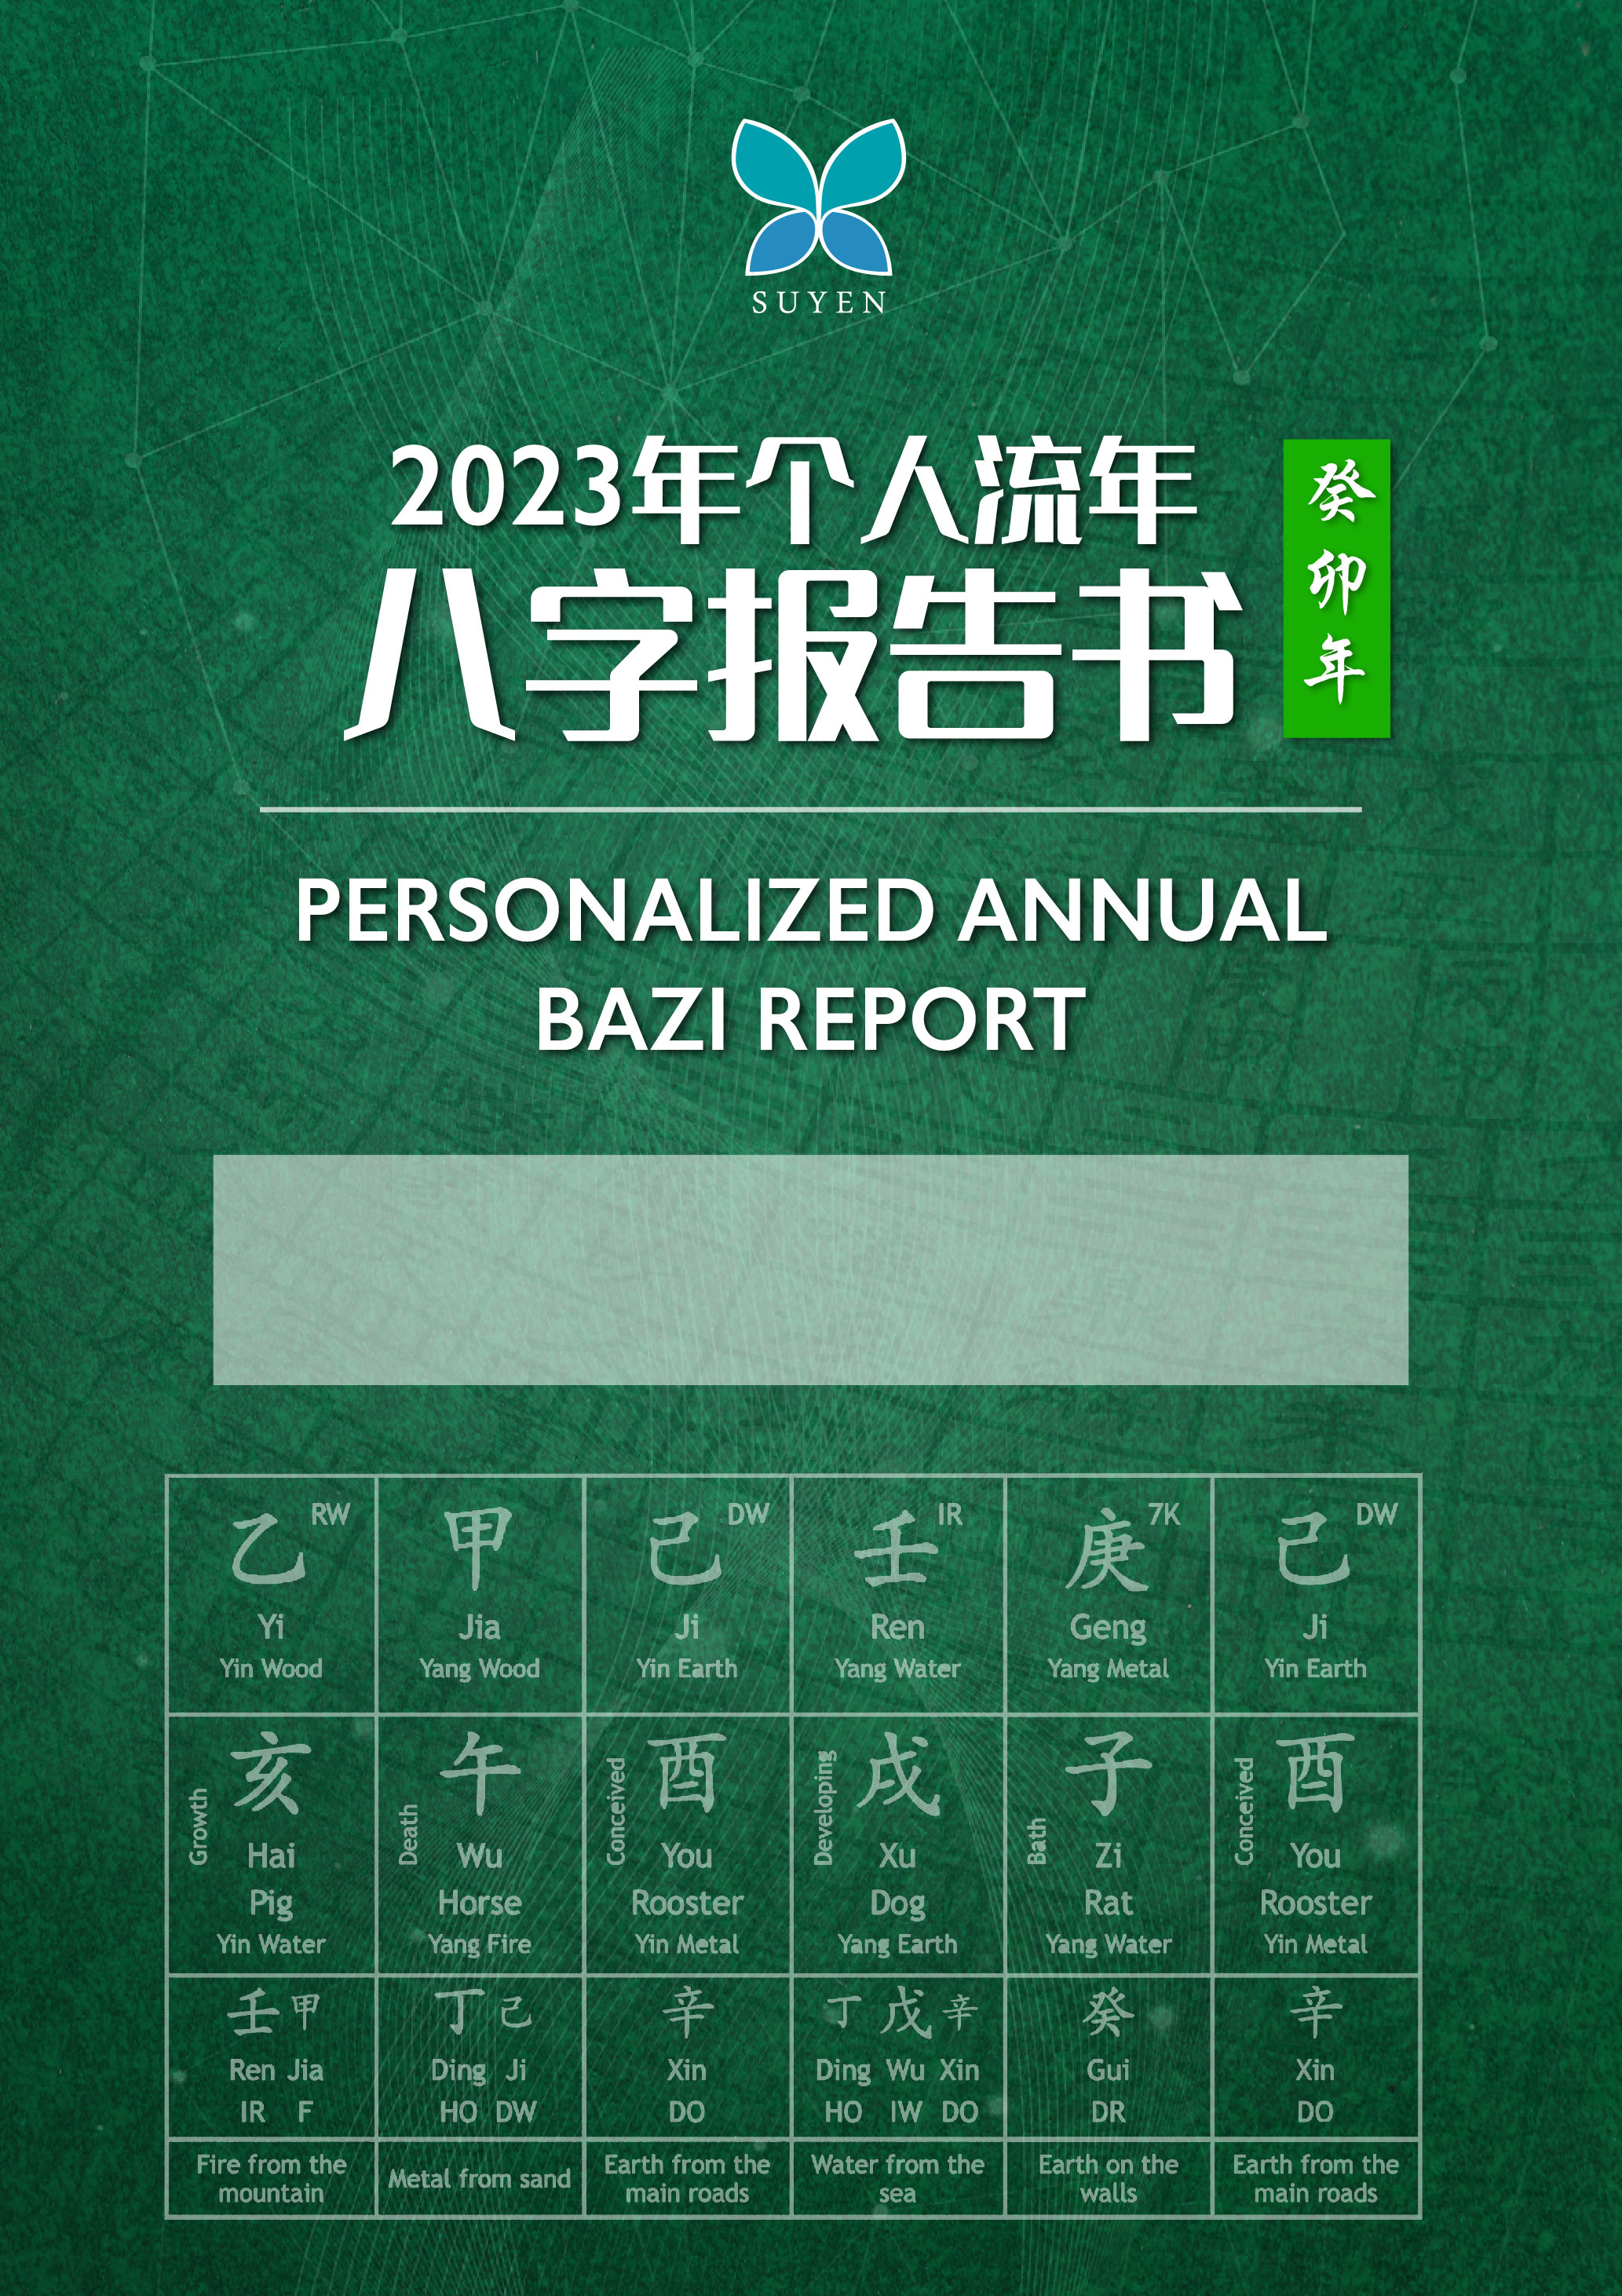 SUYEN
2023年个人流年
八字报告书
癸卯年
PERSONALIZED ANNUAL
BAZI REPORT
乙 RW 甲 己 DW 壬 IR 庚 7K 己 DW
Yi Jia Ji Ren Geng Ji
Yin Wood Yang Wood Yin Earth Yang Water Yang Metal Yin Earth
Growth 亥 Death 午 Conceived 酉 Developing 戌 Bath 子 Conceived 酉
Hai Wu You Xu Zi You
Pig Horse Rooster Dog Rat Rooster
Yin Water Yang Fire Yin Metal Yang Earth Yang Water Yin Metal
壬 甲 丁 己 辛 丁 戊 辛 癸 辛
Ren Jia Ding Ji Xin Ding Wu Xin Gui Xin
IR F HO DW DO HO IW DO DR DO
Fire from the mountain
Metal from sand
Earth from the main roads
Water from the sea
Earth on the walls
Earth from the main roads